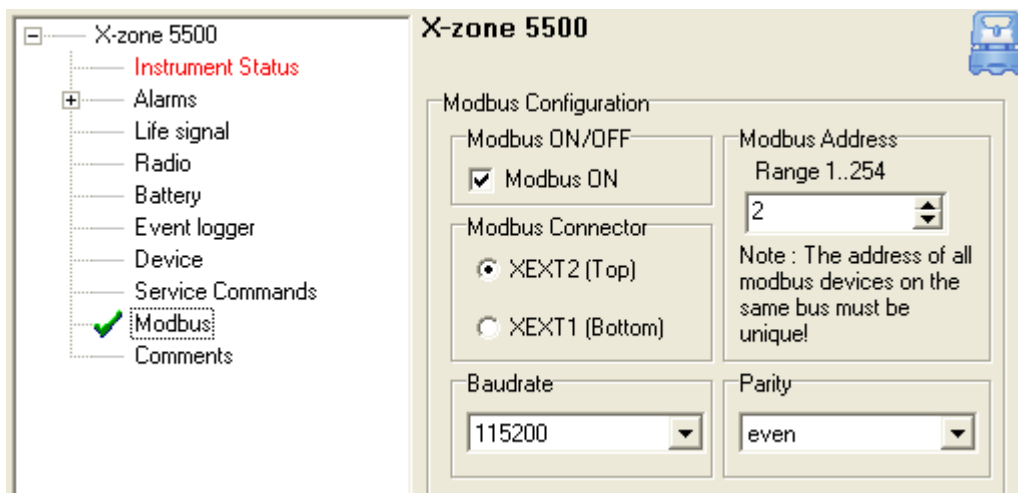 X-zone 5500
Instrument Status
Alarms
Life signal
Radio
Battery
Event logger
Device
Service Commands
Modbus
Comments
X-zone 5500
Modbus Configuration
Modbus ON/OFF
Modbus ON
Modbus Connector
XEXT2 (Top)
XEXT1 (Bottom)
Modbus Address
Range 1..254
2
Note : The address of all
modbus devices on the
same bus must be
unique!
Baudrate
115200
Parity
even